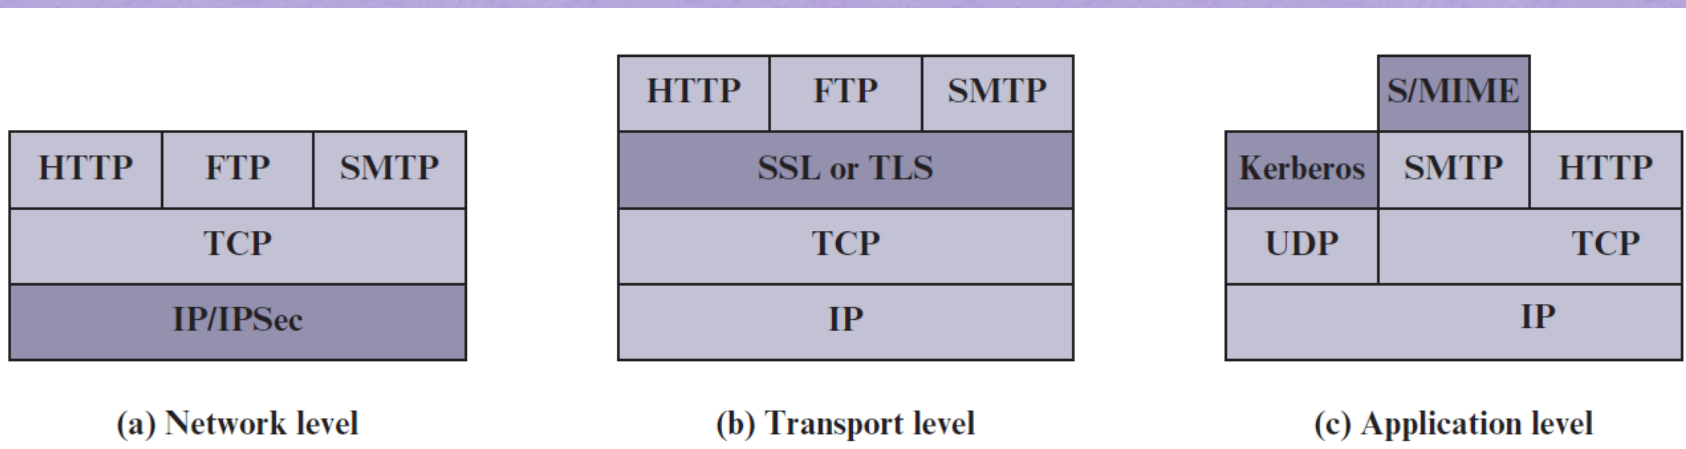 HTTP FTP SMTP
TCP
IP/IPSec
(a) Network level
HTTP FTP SMTP
SSL or TLS
TCP
IP
(b) Transport level
S/MIME
Kerberos SMTP HTTP
UDP TCP
IP
(c) Application level